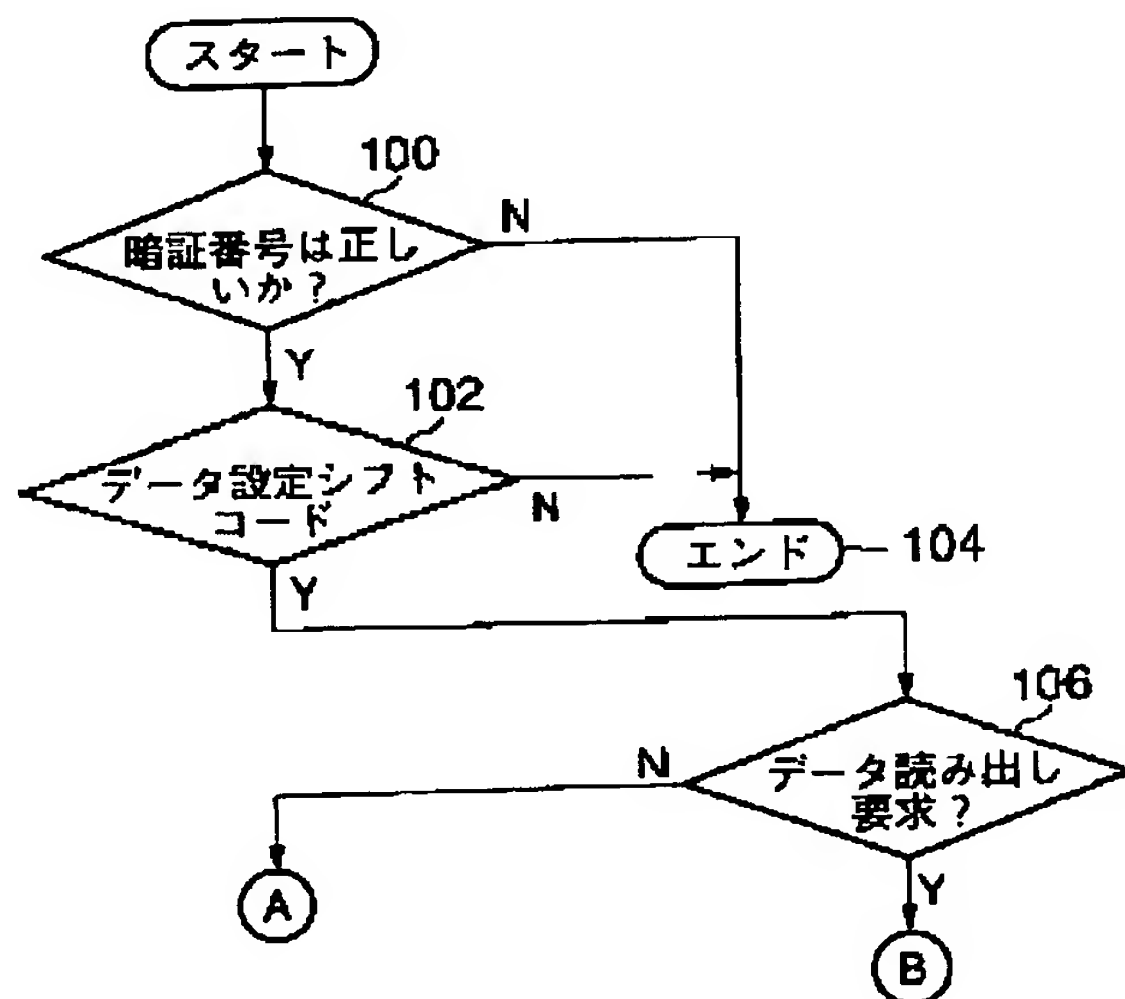 スタート
100
暗証番号は正し
いか？
N
Y
102
データ設定シフト
コード
N
Y
エンド
104
106
データ読み出し
要求？
N
Y
A
B